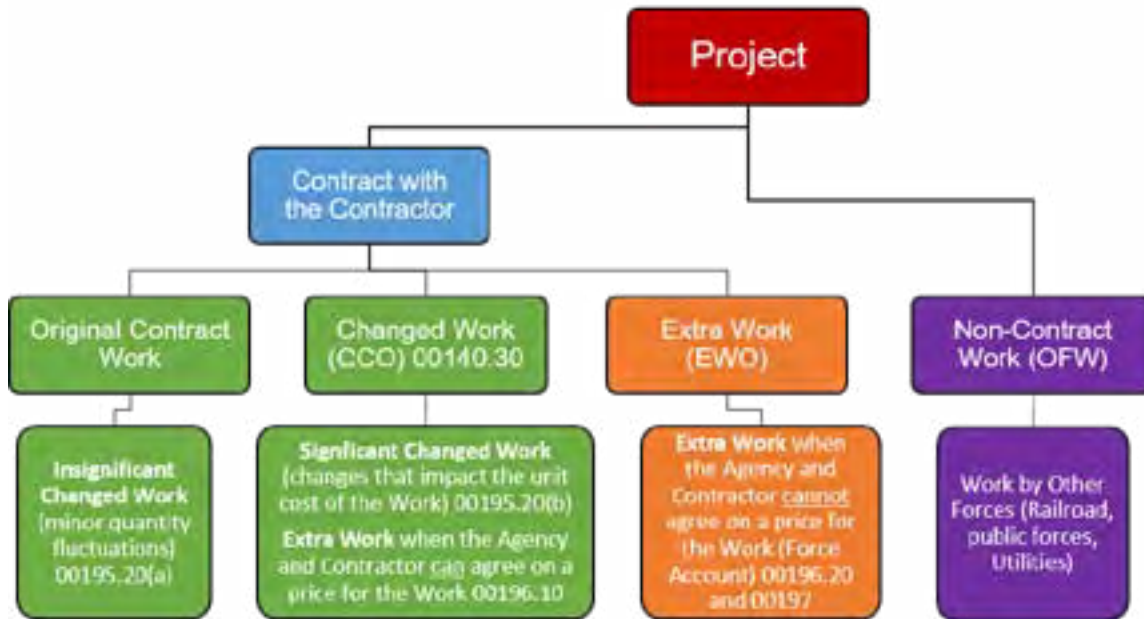 Project
Contract with
the Contractor
Original Contract
Work
Changed Work
(CCO) 00140.30
Extra Work
(EWO)
Non-Contract
Work (OFW)
Insignificant
Changed Work
(minor quantity
fluctuations)
00195.20(a)
Signficant Changed Work
(changes that impact the unit
cost of the Work) 00195.20(b)
Extra Work when the Agency
and Contractor can agree on a
price for the Work 00196.10
Extra Work when
the Agency and
Contractor cannot
agree on a price for
the Work (Force
Account) 00196.20
and 00197
Work by Other
Forces (Railroad,
public forces,
Utilities)